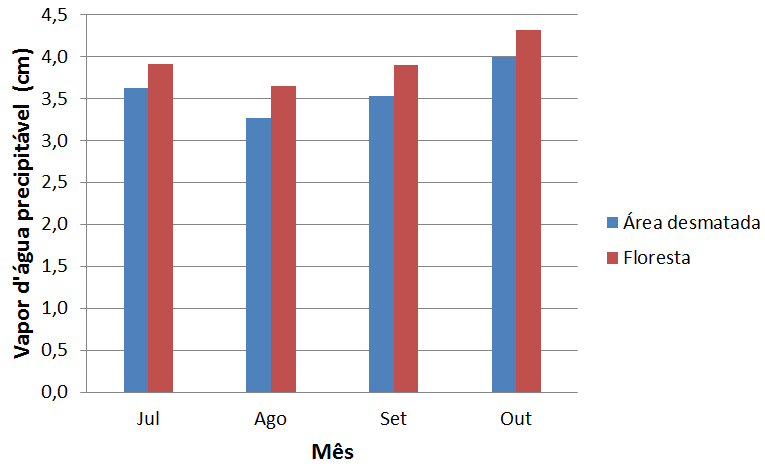 Vapor d'água precipitável (cm)
4,5
4,0
3,5
3,0
2,5
2,0
1,5
1,0
0,5
0,0
Jul Ago Set Out
Mês
Área desmatada
Floresta